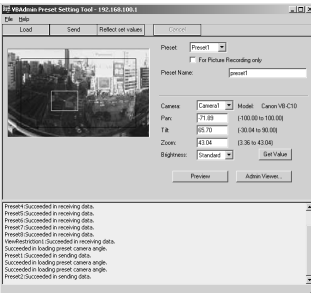 VBAdmin Preset Setting Tool - 192.168.100.1
File Help
Load Send Reflect set values Cancel
Preset: Preset1
For Picture Recording only
Preset Name: preset1
Camera: Camera1 Model: Canon VB-C10
Pan: -71.89 (-100.00 to 100.00)
Tilt: 65.70 (-30.04 to 90.00)
Zoom: 43.04 (3.36 to 43.04)
Brightness: Standard Get Value
Preview Admin Viewer...
Preset4:Succeeded in receiving data.
Preset5:Succeeded in receiving data.
Preset6:Succeeded in receiving data.
Preset7:Succeeded in receiving data.
Preset8:Succeeded in receiving data.
ViewRestriction1:Succeeded in receiving data.
Succeeded in loading preset camera angle.
Preset1:Succeeded in sending data.
Succeeded in loading preset camera angle.
Succeeded in loading preset camera angle.
Preset2:Succeeded in sending data.